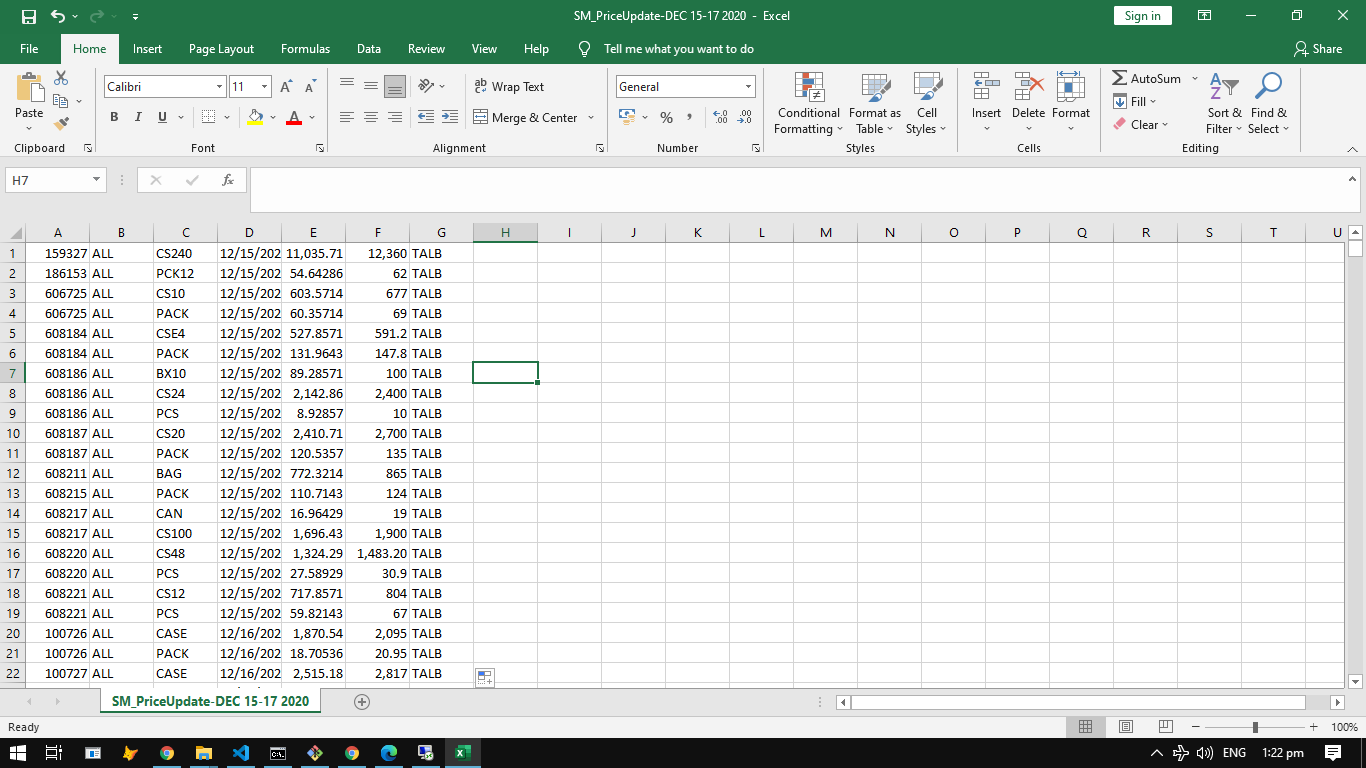 SM_PriceUpdate-DEC 15-17 2020 - Excel
Sign in
File Home Insert Page Layout Formulas Data Review View Help Tell me what you want to do Share
Paste
Calibri 11
B I U
Wrap Text
Merge & Center
General
% ,
Conditional Formatting
Format as Table
Cell Styles
Insert Delete Format
AutoSum
Fill
Clear
Sort & Filter
Find & Select
Clipboard Font Alignment Number Styles Cells Editing
H7 fx
A B C D E F G H I J K L M N O P Q R S T U
1 159327 ALL CS240 12/15/202 11,035.71 12,360 TALB
2 186153 ALL PCK12 12/15/202 54.64286 62 TALB
3 606725 ALL CS10 12/15/202 603.5714 677 TALB
4 606725 ALL PACK 12/15/202 60.35714 69 TALB
5 608184 ALL CSE4 12/15/202 527.8571 591.2 TALB
6 608184 ALL PACK 12/15/202 131.9643 147.8 TALB
7 608186 ALL BX10 12/15/202 89.28571 100 TALB
8 608186 ALL CS24 12/15/202 2,142.86 2,400 TALB
9 608186 ALL PCS 12/15/202 8.92857 10 TALB
10 608187 ALL CS20 12/15/202 2,410.71 2,700 TALB
11 608187 ALL PACK 12/15/202 120.5357 135 TALB
12 608211 ALL BAG 12/15/202 772.3214 865 TALB
13 608215 ALL PACK 12/15/202 110.7143 124 TALB
14 608217 ALL CAN 12/15/202 16.96429 19 TALB
15 608217 ALL CS100 12/15/202 1,696.43 1,900 TALB
16 608220 ALL CS48 12/15/202 1,324.29 1,483.20 TALB
17 608220 ALL PCS 12/15/202 27.58929 30.9 TALB
18 608221 ALL CS12 12/15/202 717.8571 804 TALB
19 608221 ALL PCS 12/15/202 59.82143 67 TALB
20 100726 ALL CASE 12/16/202 1,870.54 2,095 TALB
21 100726 ALL PACK 12/16/202 18.70536 20.95 TALB
22 100727 ALL CASE 12/16/202 2,515.18 2,817 TALB
SM_PriceUpdate-DEC 15-17 2020
Ready 100%
ENG 1:22 pm